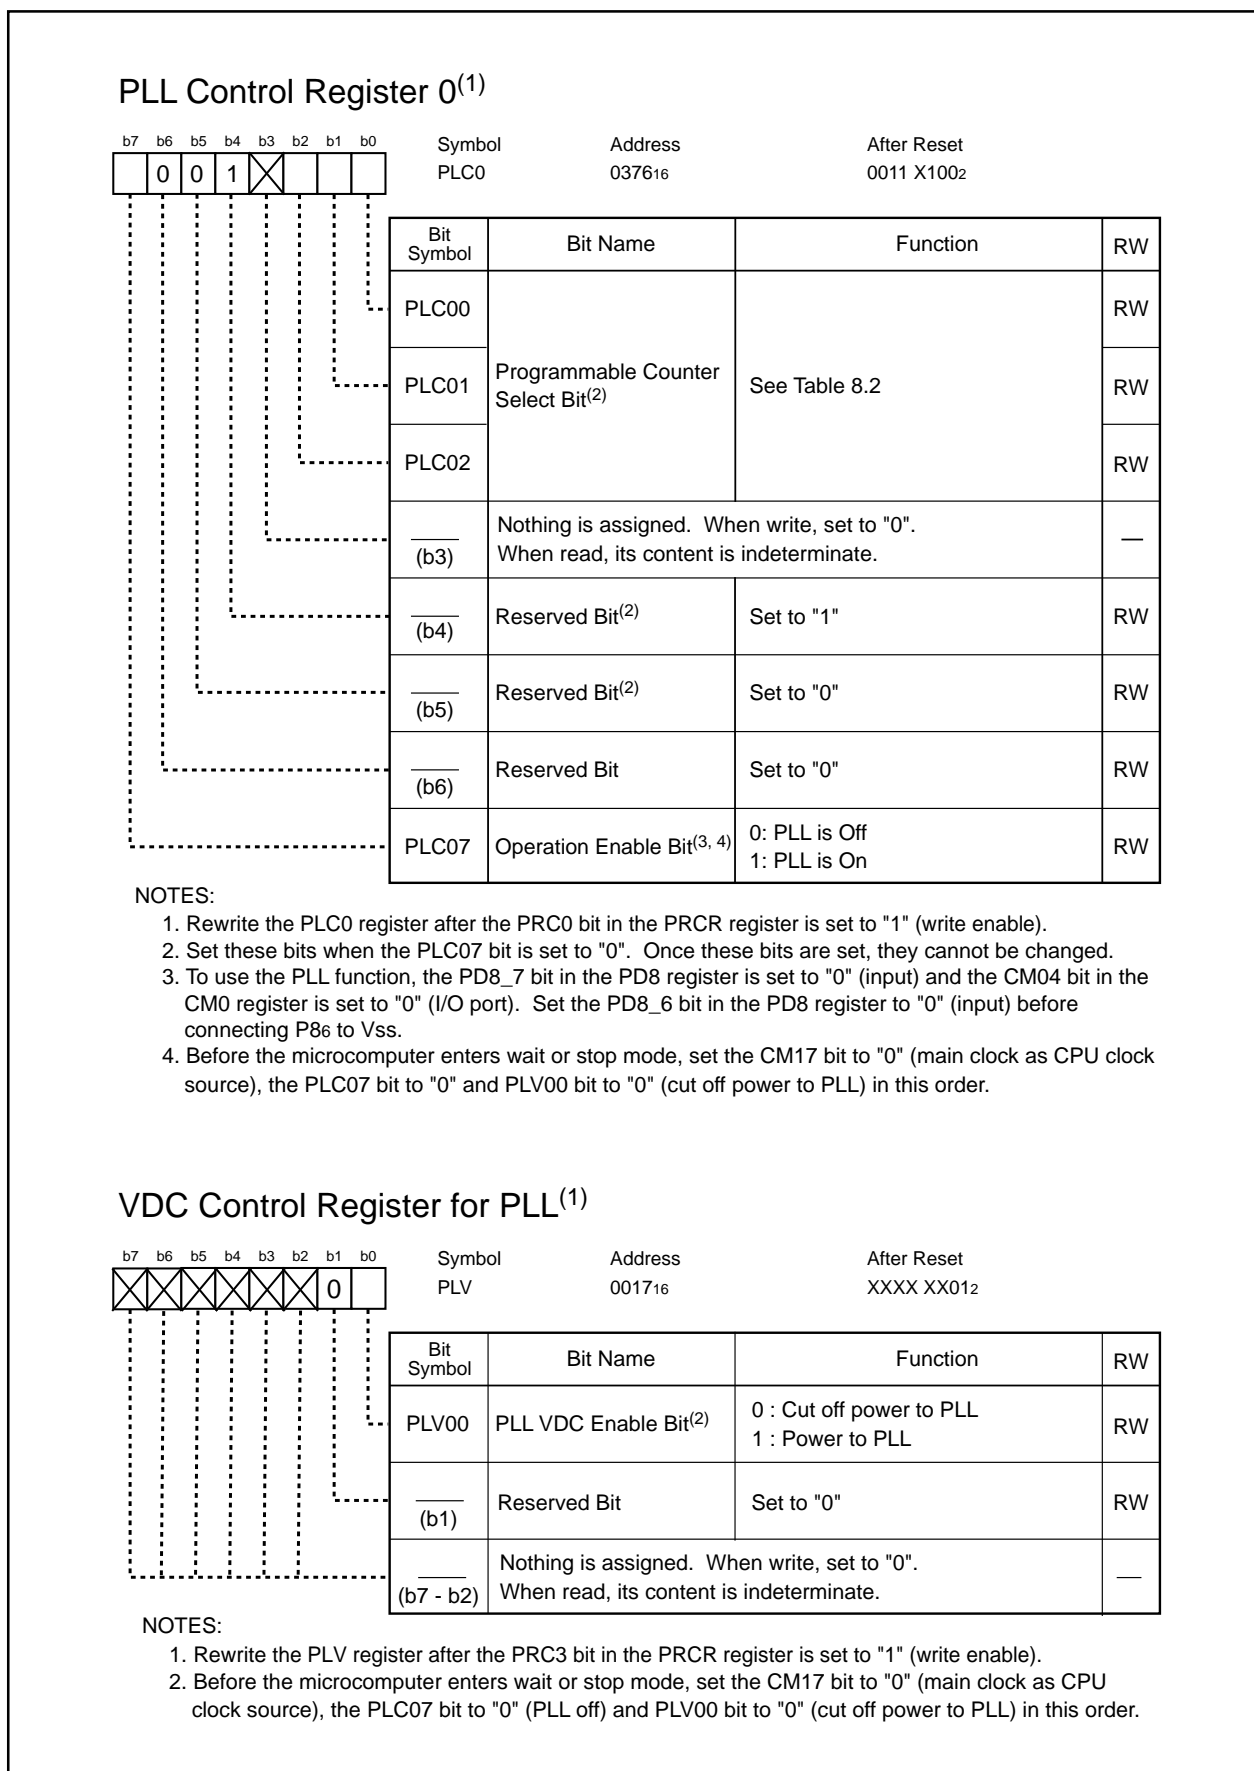 PLL Control Register 0(1)
b7 b6 b5 b4 b3 b2 b1 b0 Symbol Address After Reset
0 0 1 PLC0 037616 0011 X1002
Bit Symbol Bit Name Function RW
PLC00 RW
PLC01 Programmable Counter Select Bit(2) See Table 8.2 RW
PLC02 RW
Nothing is assigned. When write, set to "0".
(b3) When read, its content is indeterminate. —
(b4) Reserved Bit(2) Set to "1" RW
(b5) Reserved Bit(2) Set to "0" RW
(b6) Reserved Bit Set to "0" RW
PLC07 Operation Enable Bit(3, 4) 0: PLL is Off
1: PLL is On RW
NOTES:
1. Rewrite the PLC0 register after the PRC0 bit in the PRCR register is set to "1" (write enable).
2. Set these bits when the PLC07 bit is set to "0". Once these bits are set, they cannot be changed.
3. To use the PLL function, the PD8_7 bit in the PD8 register is set to "0" (input) and the CM04 bit in the
CM0 register is set to "0" (I/O port). Set the PD8_6 bit in the PD8 register to "0" (input) before
connecting P86 to Vss.
4. Before the microcomputer enters wait or stop mode, set the CM17 bit to "0" (main clock as CPU clock
source), the PLC07 bit to "0" and PLV00 bit to "0" (cut off power to PLL) in this order.
VDC Control Register for PLL(1)
b7 b6 b5 b4 b3 b2 b1 b0 Symbol Address After Reset
0 PLV 001716 XXXX XX012
Bit Symbol Bit Name Function RW
PLV00 PLL VDC Enable Bit(2) 0 : Cut off power to PLL
1 : Power to PLL RW
(b1) Reserved Bit Set to "0" RW
Nothing is assigned. When write, set to "0".
(b7 - b2) When read, its content is indeterminate. —
NOTES:
1. Rewrite the PLV register after the PRC3 bit in the PRCR register is set to "1" (write enable).
2. Before the microcomputer enters wait or stop mode, set the CM17 bit to "0" (main clock as CPU
clock source), the PLC07 bit to "0" (PLL off) and PLV00 bit to "0" (cut off power to PLL) in this order.